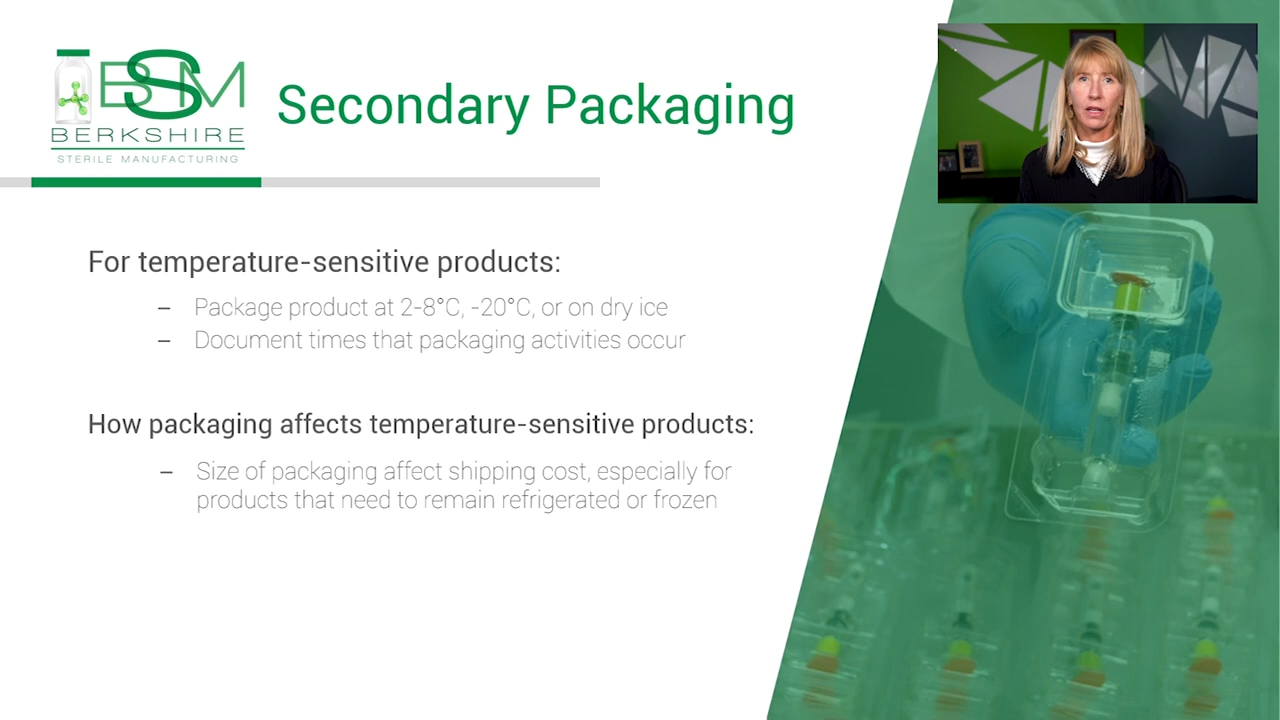 BSM
BERKSHIRE
STERILE MANUFACTURING
Secondary Packaging
For temperature-sensitive products:
– Package product at 2-8°C, -20°C, or on dry ice
– Document times that packaging activities occur
How packaging affects temperature-sensitive products:
– Size of packaging affect shipping cost, especially for
products that need to remain refrigerated or frozen